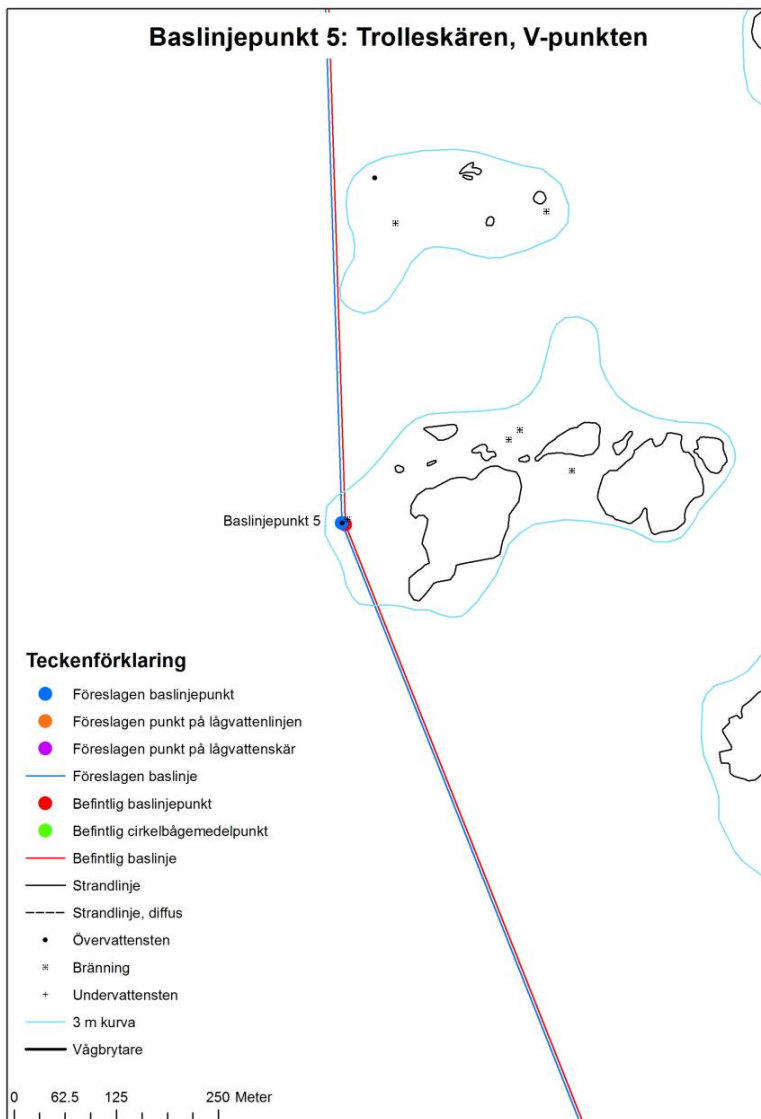 Baslinjepunkt 5: Trolleskären, V-punkten
Baslinjepunkt 5
Teckenförklaring
Föreslagen baslinjepunkt
Föreslagen punkt på lågvattenlinjen
Föreslagen punkt på lågvattenskär
Föreslagen baslinje
Befintlig baslinjepunkt
Befintlig cirkelbågemedelpunkt
Befintlig baslinje
Strandlinje
Strandlinje, diffus
Övervattensten
Bränning
Undervattensten
3 m kurva
Vågbrytare
0 62.5 125 250 Meter